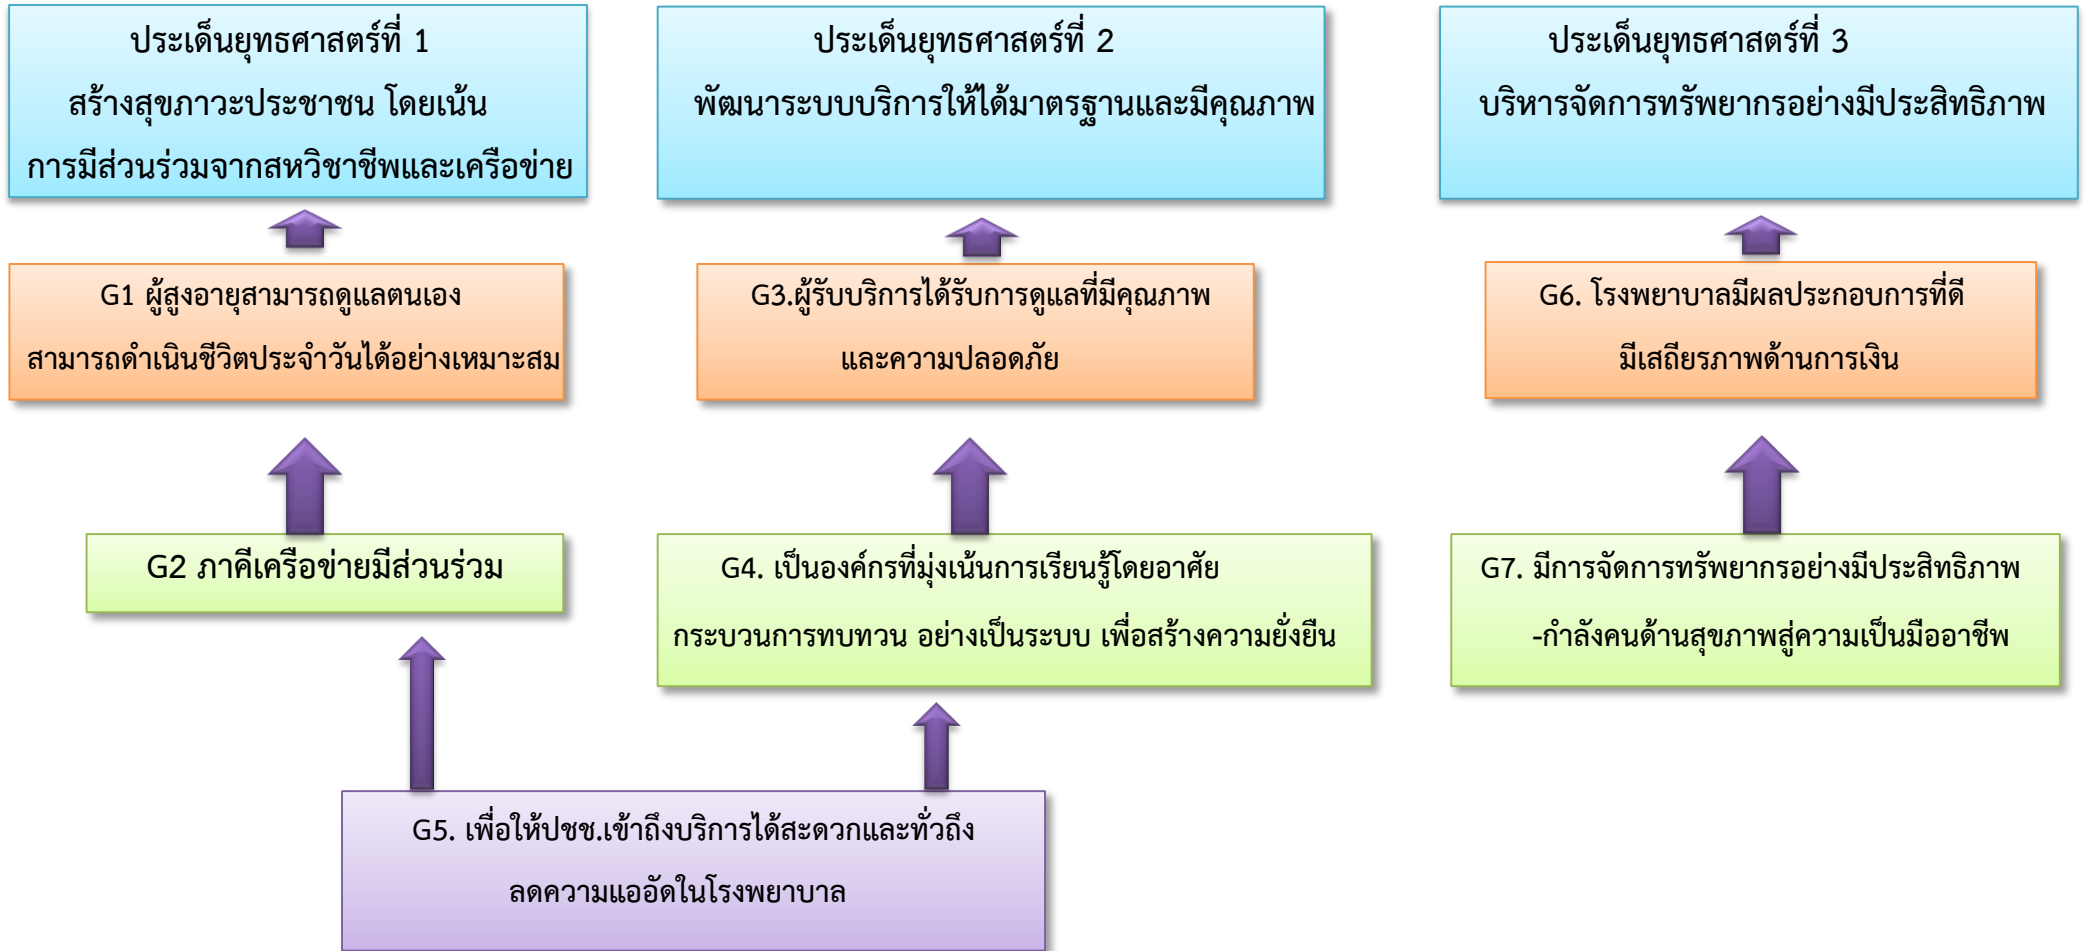 ประเด็นยุทธศาสตร์ที่ 1
สร้างสุขภาวะประชาชน โดยเน้น
การมีส่วนร่วมจากสหวิชาชีพและเครือข่าย
ประเด็นยุทธศาสตร์ที่ 2
พัฒนาระบบบริการให้ได้มาตรฐานและมีคุณภาพ
ประเด็นยุทธศาสตร์ที่ 3
บริหารจัดการทรัพยากรอย่างมีประสิทธิภาพ
G1 ผู้สูงอายุสามารถดูแลตนเอง
สามารถดำเนินชีวิตประจำวันได้อย่างเหมาะสม
G3.ผู้รับบริการได้รับการดูแลที่มีคุณภาพ
และความปลอดภัย
G6. โรงพยาบาลมีผลประกอบการที่ดี
มีเสถียรภาพด้านการเงิน
G2 ภาคีเครือข่ายมีส่วนร่วม
G4. เป็นองค์กรที่มุ่งเน้นการเรียนรู้โดยอาศัย
กระบวนการทบทวน อย่างเป็นระบบ เพื่อสร้างความยั่งยืน
G7. มีการจัดการทรัพยากรอย่างมีประสิทธิภาพ
-กำลังคนด้านสุขภาพสู่ความเป็นมืออาชีพ
G5. เพื่อให้ปชช.เข้าถึงบริการได้สะดวกและทั่วถึง
ลดความแออัดในโรงพยาบาล